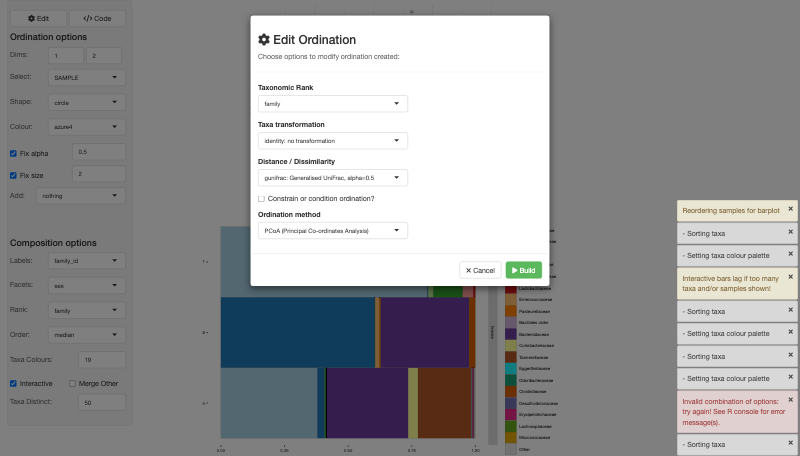 Edit
</> Code
Ordination options
Dims: 1 2
Select: SAMPLE
Shape: circle
Colour: azure4
Fix alpha 0.5
Fix size 2
Add: nothing
Composition options
Labels: family_id
Facets: sex
Rank: family
Order: median
Taxa Colours: 19
Interactive Merge Other
Taxa Distinct: 50
Edit Ordination
Choose options to modify ordination created:
Taxonomic Rank
family
Taxa transformation
identity: no transformation
Distance / Dissimilarity
gunifrac: Generalised UniFrac, alpha=0.5
Constrain or condition ordination?
Ordination method
PCoA (Principal Co-ordinates Analysis)
Cancel
Build
Enterococcaceae
Pasteurellaceae
Bacillales order
Bacteroidaceae
Coriobacteriaceae
Tannerellaceae
Eggerthellaceae
Odoribacteraceae
Clostridiaceae
Desulfovibrionaceae
Erysipelotrichaceae
Lachnospiraceae
Micrococcaceae
Other
0.00 0.25 0.50 0.75 1.00
Reordering samples for barplot
- Sorting taxa
- Setting taxa colour palette
Interactive bars lag if too many
taxa and/or samples shown!
- Sorting taxa
- Setting taxa colour palette
- Sorting taxa
- Setting taxa colour palette
Invalid combination of options:
try again! See R console for error
message(s).
- Sorting taxa